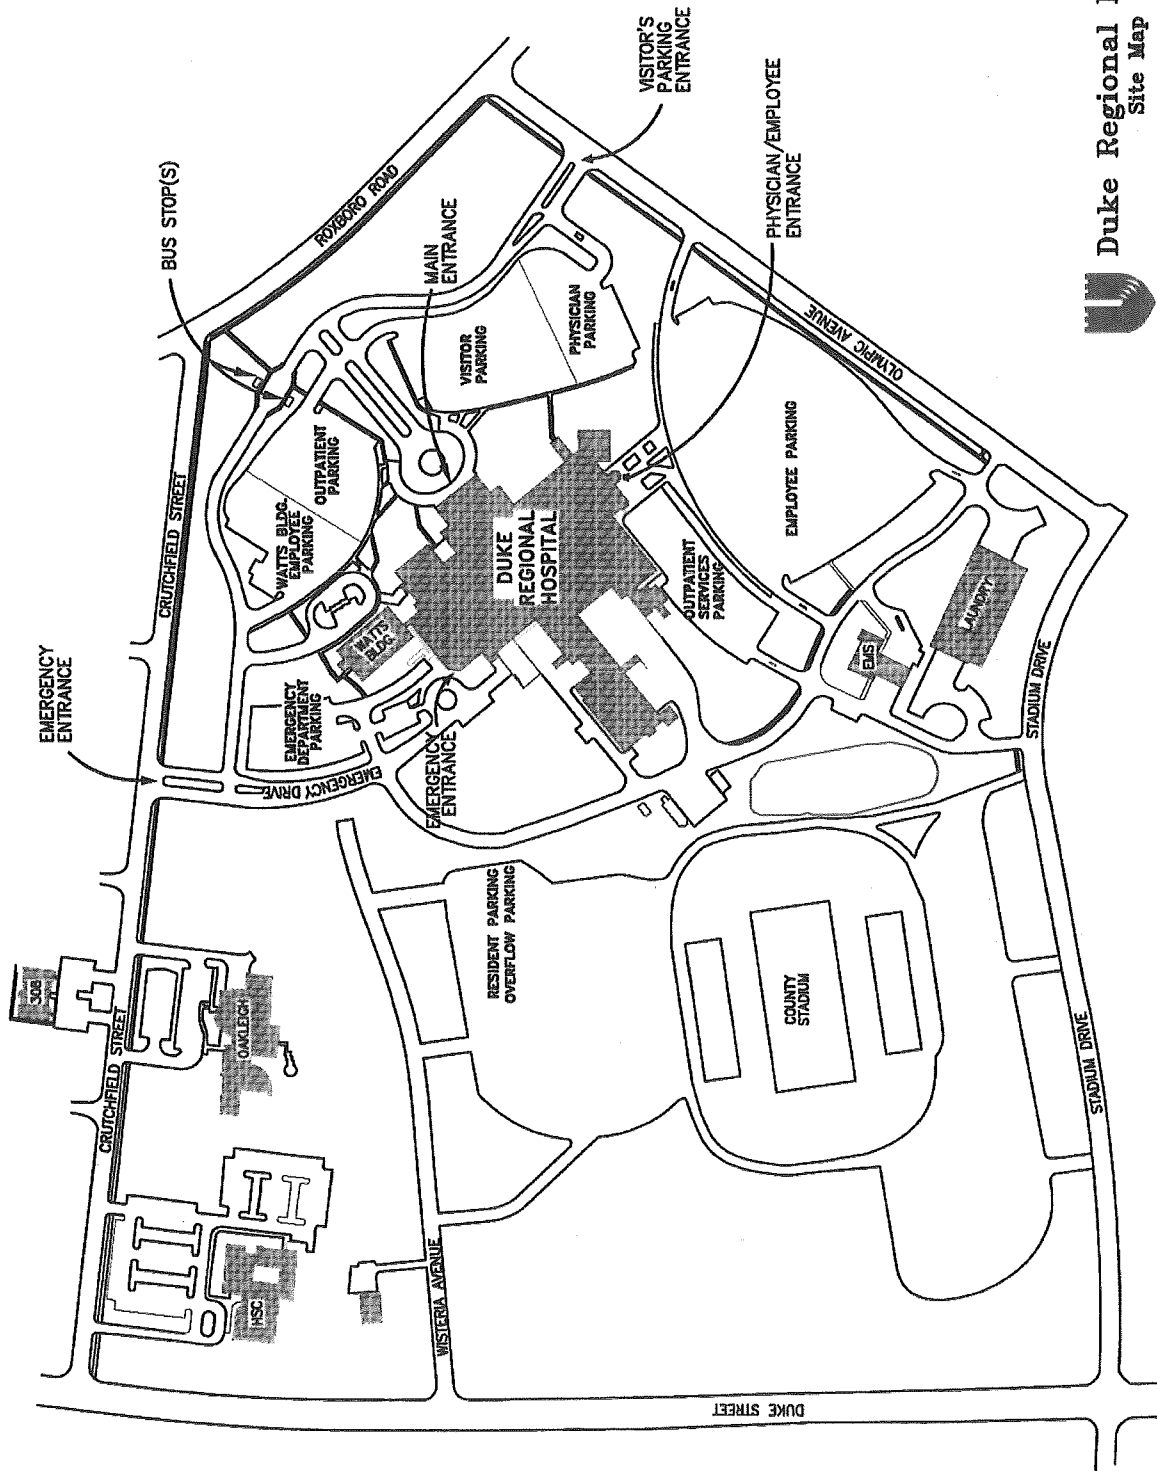 EMERGENCY
ENTRANCE
BUS STOP(S)
VISITOR'S
PARKING
ENTRANCE
PHYSICIAN/EMPLOYEE
ENTRANCE
MAIN
ENTRANCE
ROXBORO ROAD
CRUTCHFIELD STREET
OLYMPIC AVENUE
VISITOR
PARKING
PHYSICIAN
PARKING
OUTPATIENT
PARKING
WATTS BLDG.
EMPLOYEE
PARKING
WATTS
BLDG.
DUKE
REGIONAL
HOSPITAL
EMPLOYEE PARKING
OUTPATIENT
SERVICES
PARKING
EMERGENCY
DEPARTMENT
PARKING
EMERGENCY DRIVE
EMERGENCY
ENTRANCE
EMS
LAUNDRY
STADIUM DRIVE
308
OAKLEIGH
CRUTCHFIELD STREET
RESIDENT PARKING
OVERFLOW PARKING
COUNTY
STADIUM
STADIUM DRIVE
HSC
WISTERIA AVENUE
DUKE STREET
Duke Regional
Site Map